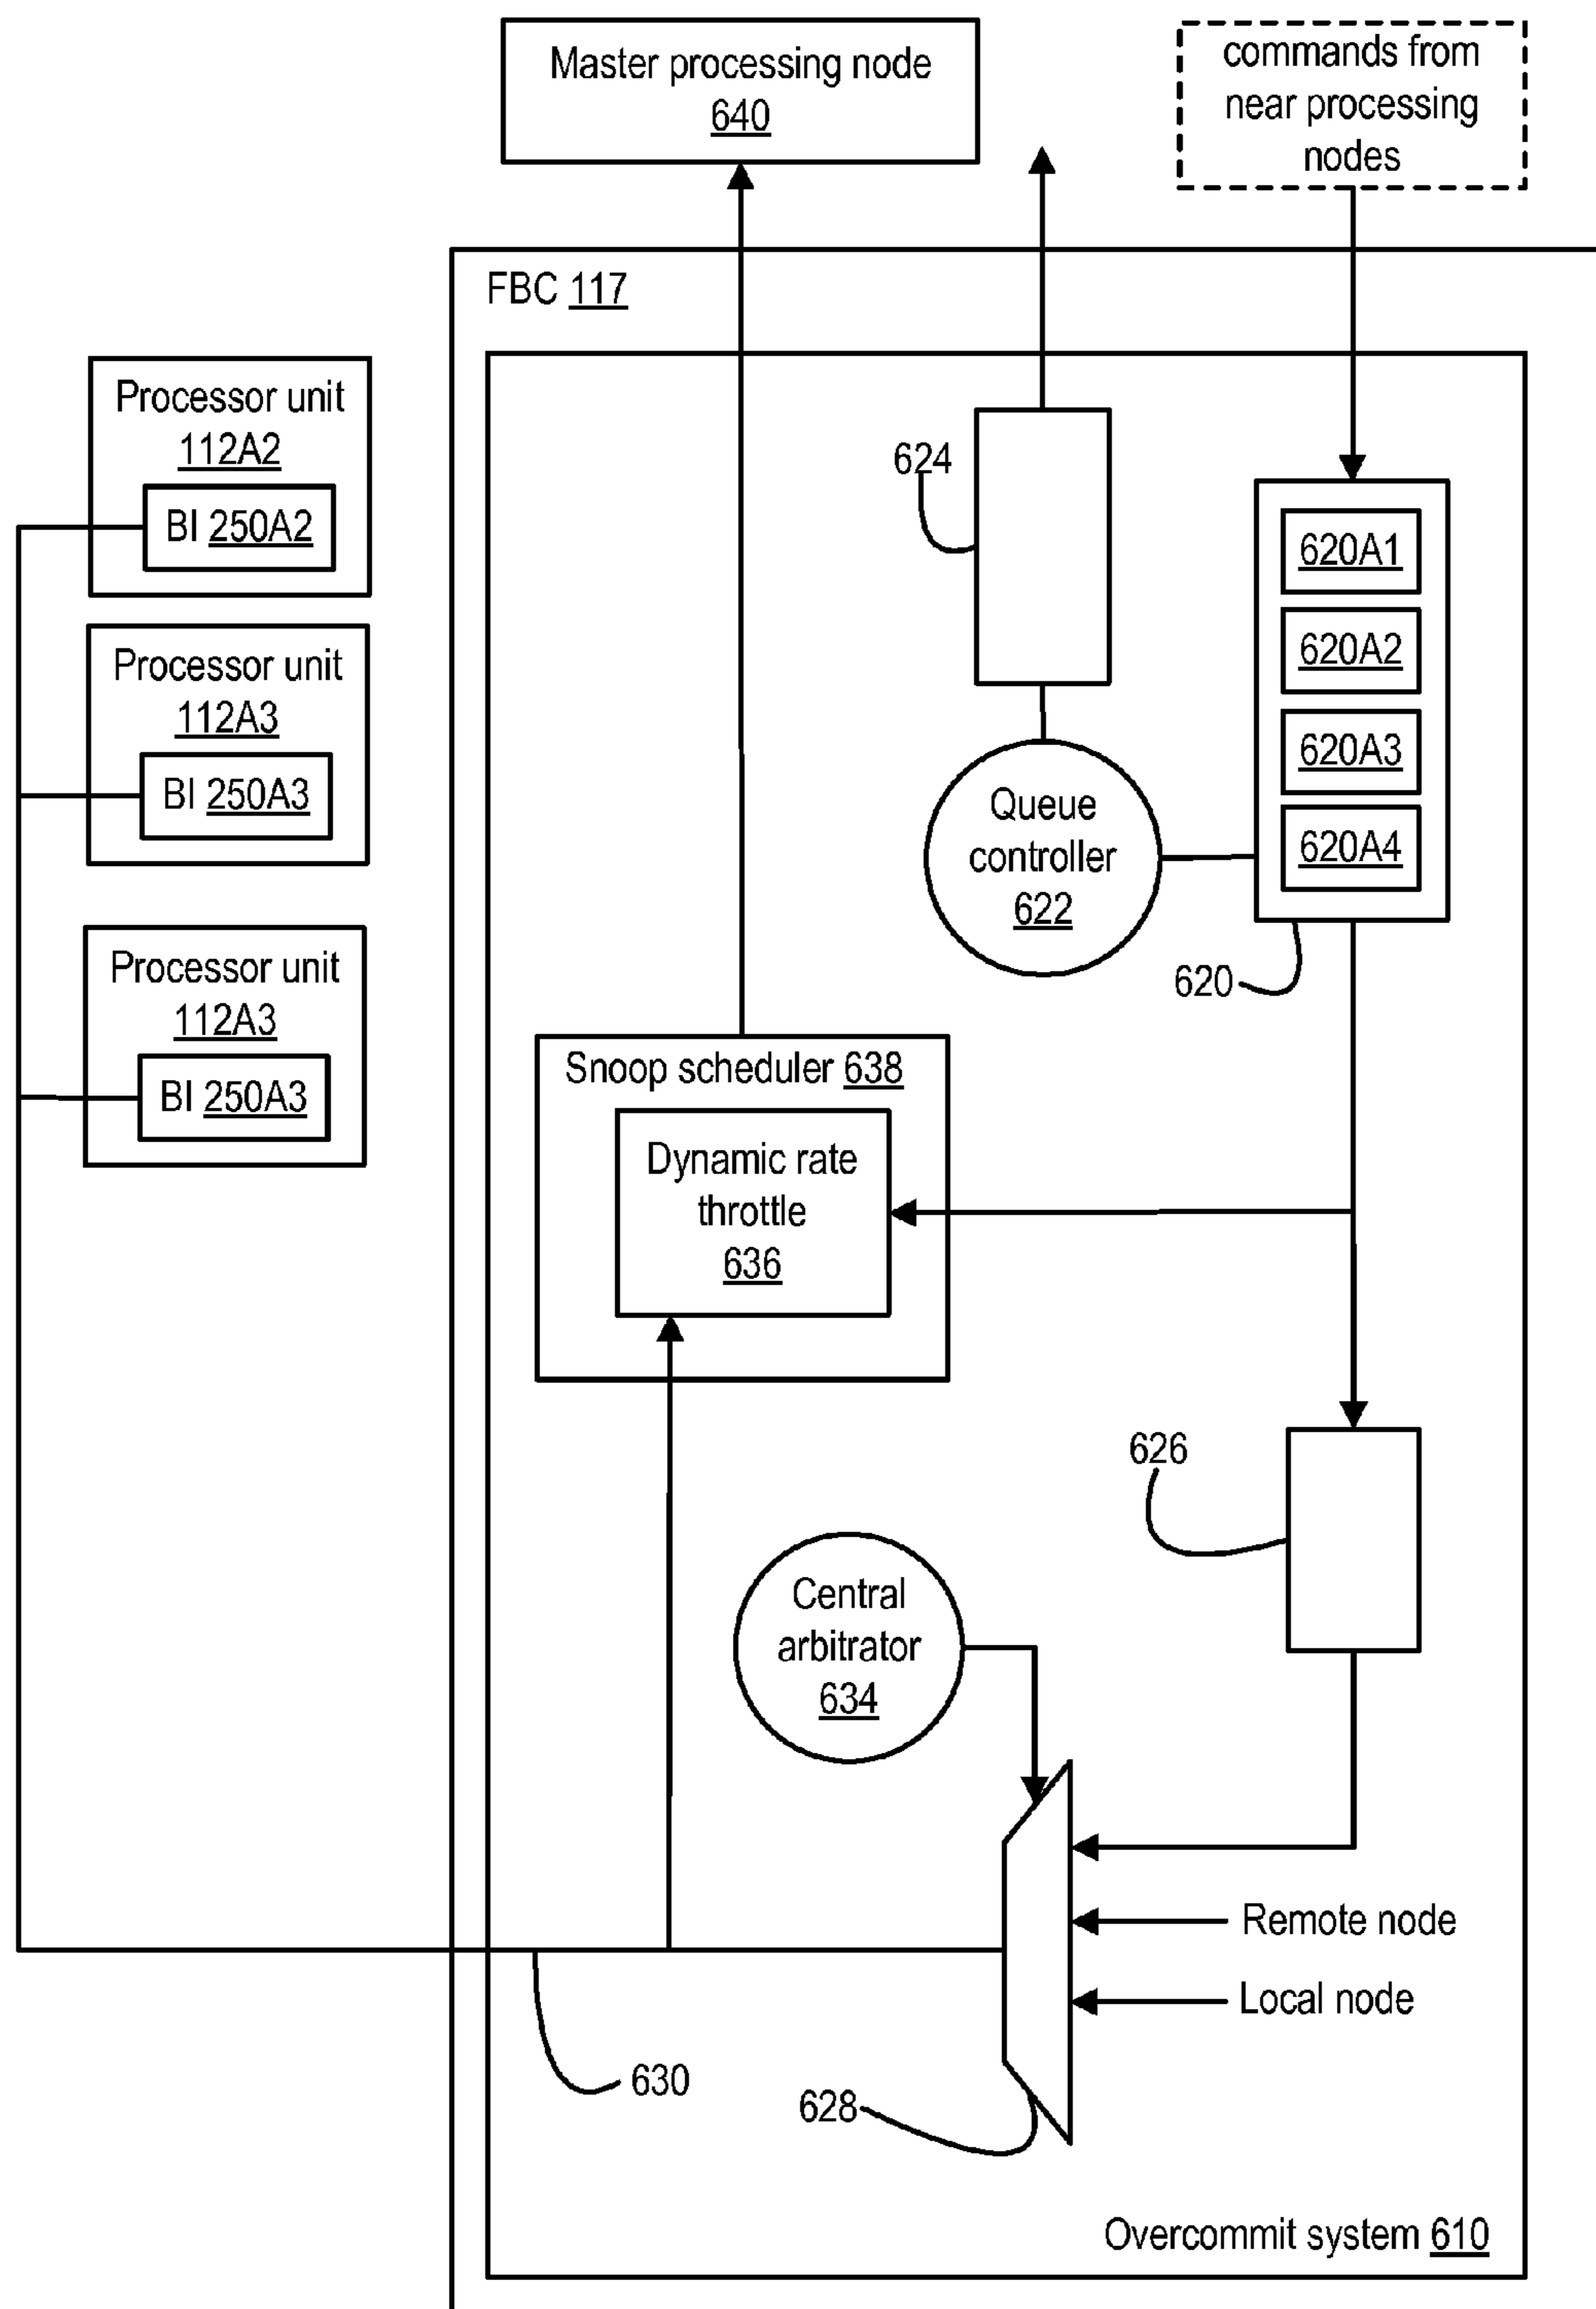 Master processing node
640
commands from
near processing
nodes
FBC 117
Processor unit
112A2
BI 250A2
624
620A1
620A2
620A3
620A4
Processor unit
112A3
BI 250A3
Queue
controller
622
620
Processor unit
112A3
BI 250A3
Snoop scheduler 638
Dynamic rate
throttle
636
626
Central
arbitrator
634
Remote node
Local node
630
628
Overcommit system 610